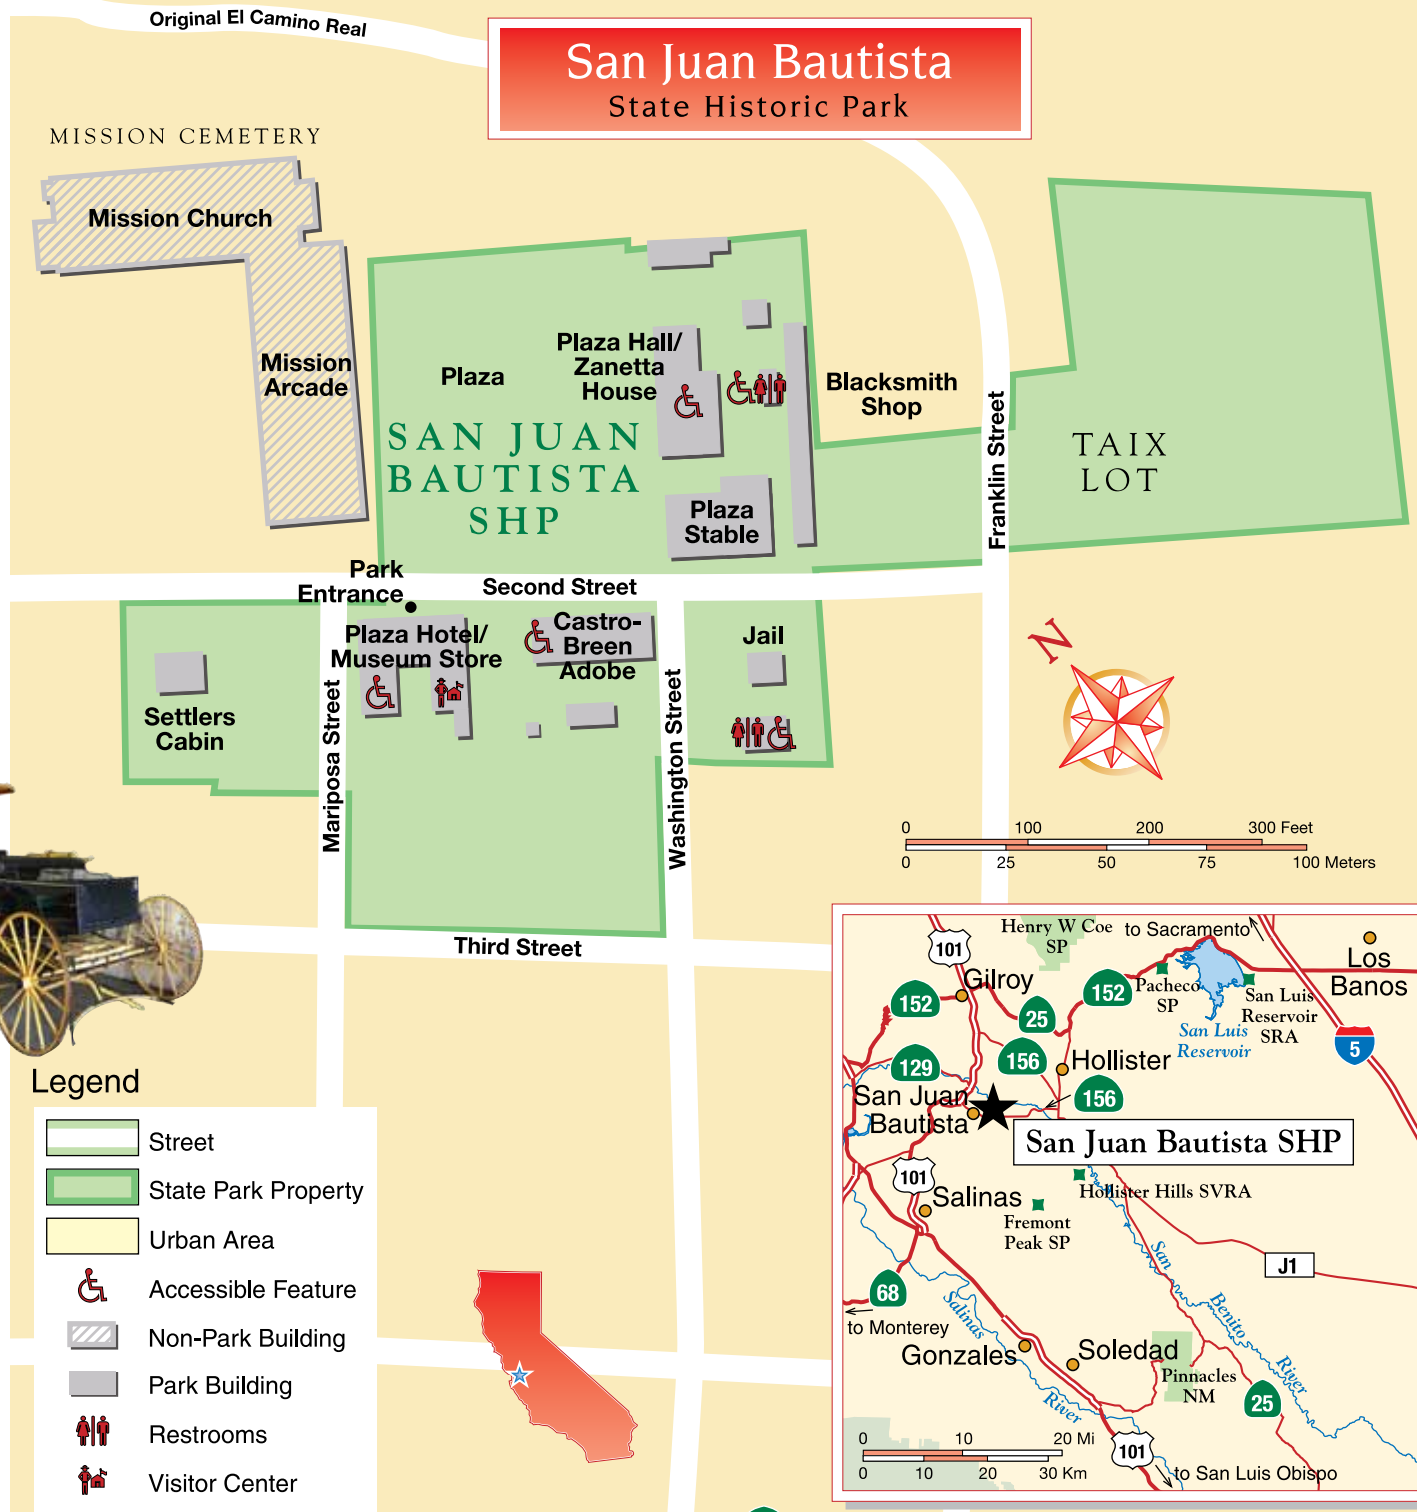 Original El Camino Real
San Juan Bautista
State Historic Park
MISSION CEMETERY
Mission Church
Mission
Arcade
Plaza
Plaza Hall/
Zanetta
House
Blacksmith
Shop
SAN JUAN
BAUTISTA
SHP
Plaza
Stable
Franklin Street
TAIX
LOT
Park
Entrance
Second Street
Plaza Hotel/
Museum Store
Castro-
Breen
Adobe
Jail
Settlers
Cabin
Mariposa Street
Washington Street
Third Street
N
0 100 200 300 Feet
0 25 50 75 100 Meters
Legend
Street
State Park Property
Urban Area
Accessible Feature
Non-Park Building
Park Building
Restrooms
Visitor Center
Henry W Coe
SP
to Sacramento
101
Los
Banos
Gilroy
152
152
Pacheco
SP
San Luis
Reservoir
SRA
San Luis
Reservoir
25
5
129
156
Hollister
156
San Juan
Bautista
San Juan Bautista SHP
101
Salinas
Hollister Hills SVRA
Fremont
Peak SP
San
Benito
River
J1
68
to Monterey
Salinas
River
Gonzales
Soledad
Pinnacles
NM
25
0 10 20 Mi
0 10 20 30 Km
101
to San Luis Obispo